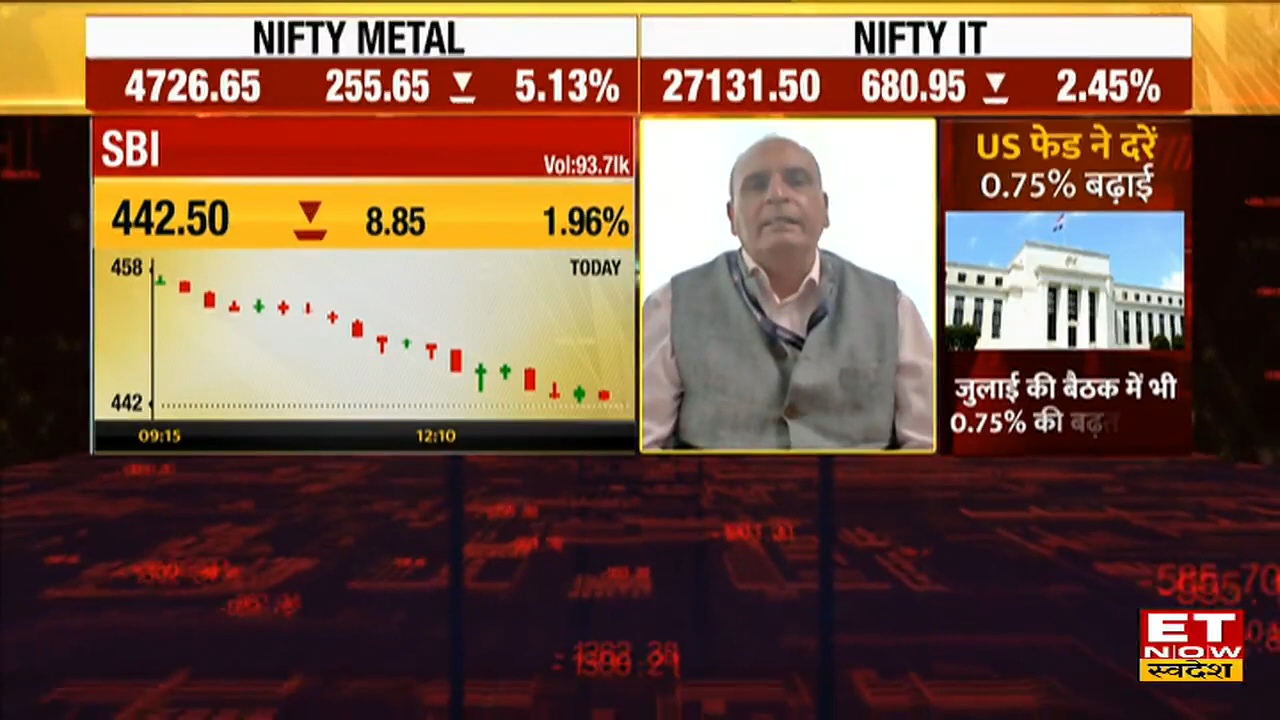 NIFTY METAL
4726.65 255.65 5.13%
NIFTY IT
27131.50 680.95 2.45%
SBI
Vol:93.7lk
442.50 8.85 1.96%
458 TODAY
442
09:15 12:10
US फेड ने दरें
0.75% बढ़ाई
जुलाई की बैठक में भी
0.75% की बढ़त
ET
NOW
स्वदेश